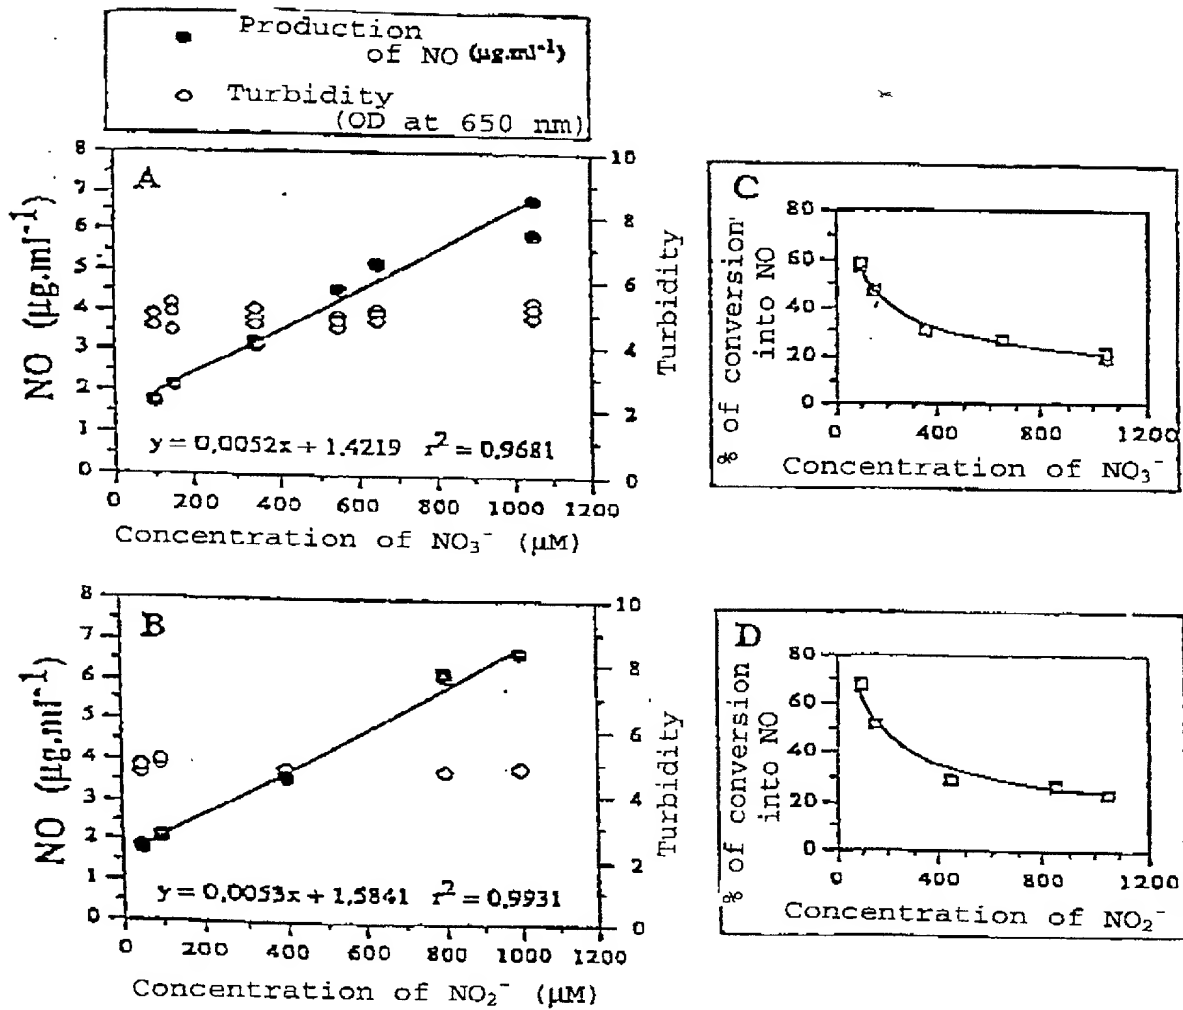 Production
of NO (μg.ml⁻¹)
Turbidity
(OD at 650 nm)
A
8
7
6
5
4
3
2
1
0
NO (μg.ml⁻¹)
10
8
6
4
2
0
Turbidity
y = 0,0052x + 1.4219 r² = 0,9681
0 200 400 600 800 1000 1200
Concentration of NO₃⁻ (μM)
C
% of conversion
into NO
80
60
40
20
0
0 400 800 1200
Concentration of NO₃⁻
B
8
7
6
5
4
3
2
1
0
NO (μg.ml⁻¹)
10
8
6
4
2
0
Turbidity
y = 0,0053x + 1,5841 r² = 0,9931
0 200 400 600 800 1000 1200
Concentration of NO₂⁻ (μM)
D
% of conversion
into NO
80
60
40
20
0
0 400 800 1200
Concentration of NO₂⁻